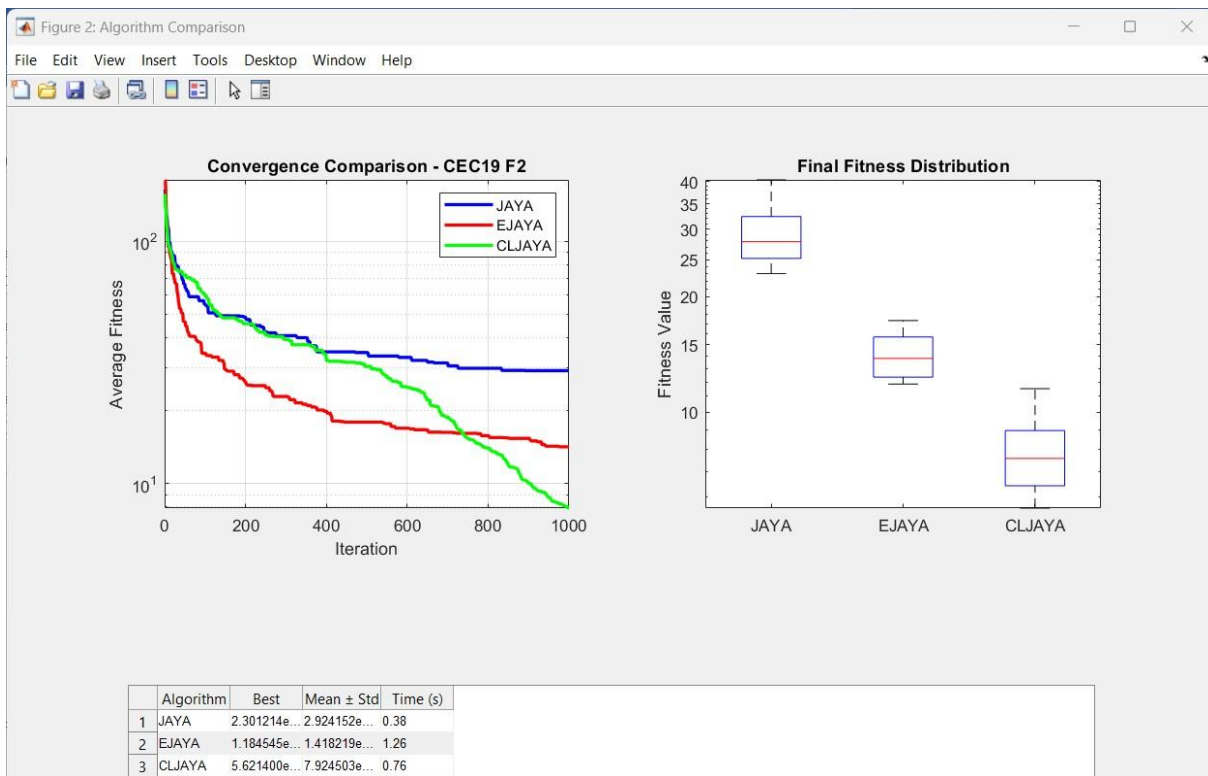 Figure 2: Algorithm Comparison
File Edit View Insert Tools Desktop Window Help
Convergence Comparison - CEC19 F2
JAYA
EJAYA
CLJAYA
10²
10¹
Average Fitness
0 200 400 600 800 1000
Iteration
Final Fitness Distribution
40
35
30
25
20
15
10
Fitness Value
JAYA EJAYA CLJAYA
Algorithm Best Mean ± Std Time (s)
1 JAYA 2.301214e... 2.924152e... 0.38
2 EJAYA 1.184545e... 1.418219e... 1.26
3 CLJAYA 5.621400e... 7.924503e... 0.76